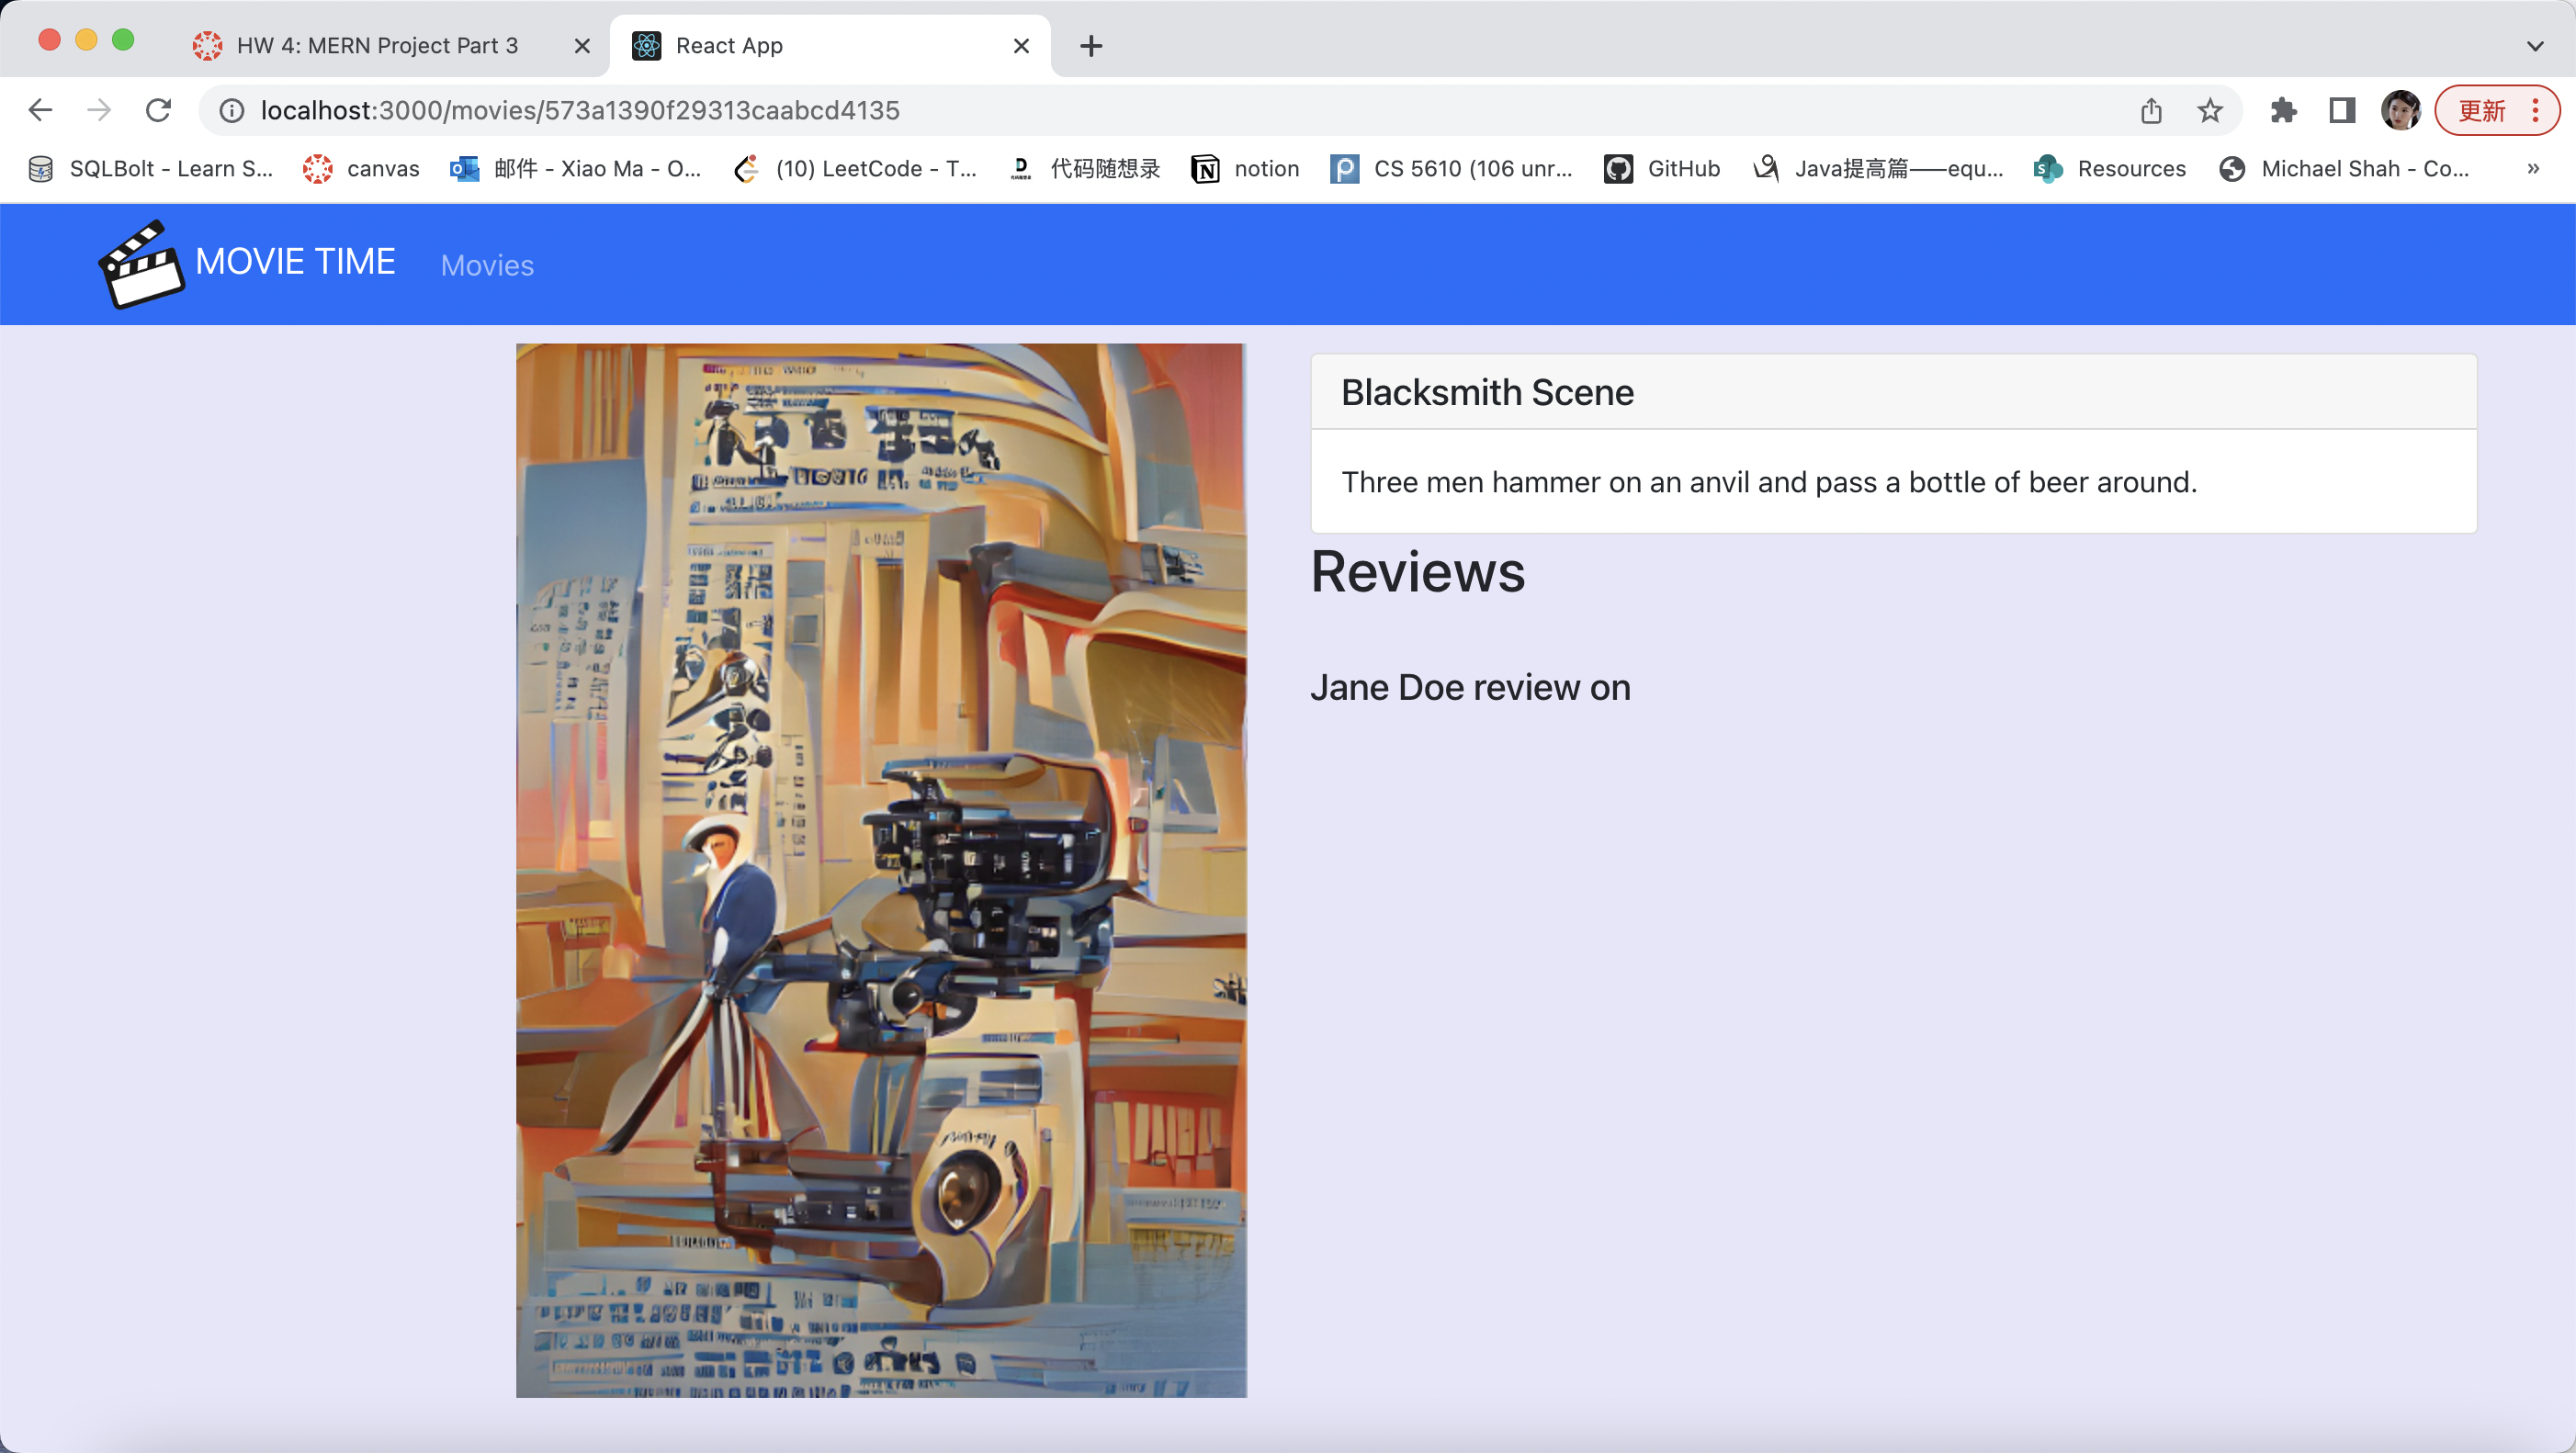 HW 4: MERN Project Part 3
React App
localhost:3000/movies/573a1390f29313caabcd4135
更新
SQLBolt - Learn S...
canvas
邮件 - Xiao Ma - O...
(10) LeetCode - T...
代码随想录
notion
CS 5610 (106 unr...
GitHub
Java提高篇——equ...
Resources
Michael Shah - Co...
»
MOVIE TIME
Movies
Blacksmith Scene
Three men hammer on an anvil and pass a bottle of beer around.
Reviews
Jane Doe review on